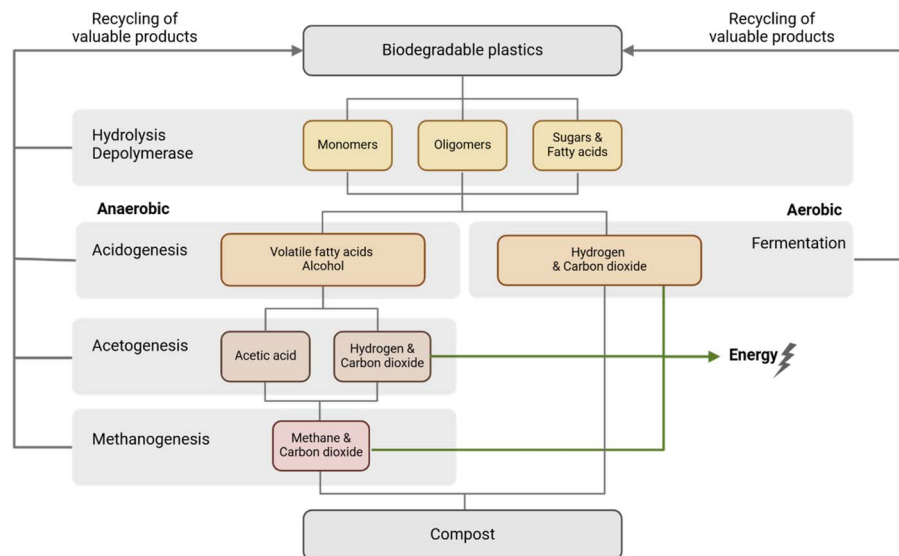 Recycling of
valuable products
Recycling of
valuable products
Biodegradable plastics
Hydrolysis
Depolymerase
Monomers
Oligomers
Sugars &
Fatty acids
Anaerobic
Aerobic
Acidogenesis
Volatile fatty acids
Alcohol
Hydrogen
& Carbon dioxide
Fermentation
Acetogenesis
Acetic acid
Hydrogen &
Carbon dioxide
Energy
Methanogenesis
Methane &
Carbon dioxide
Compost